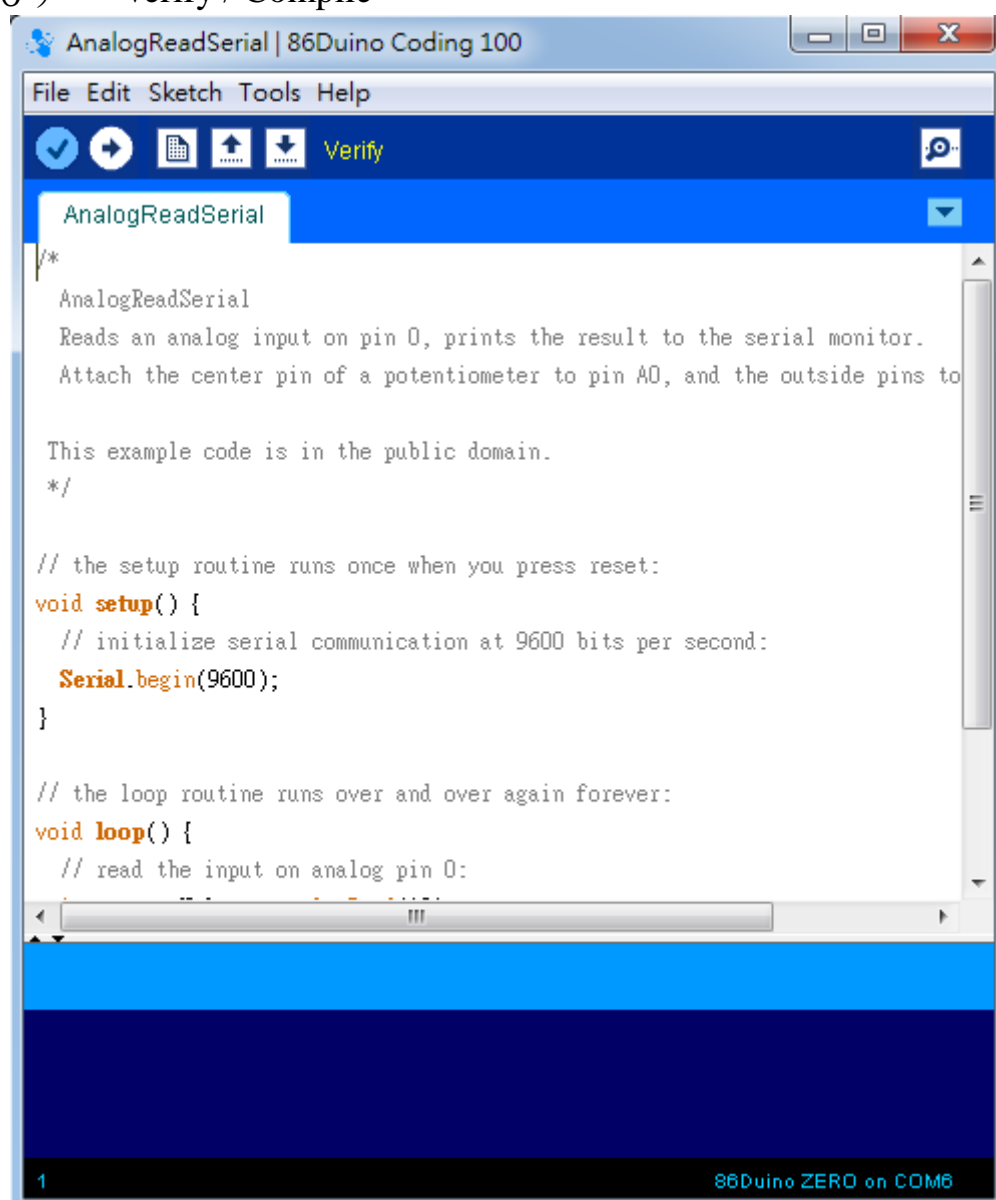 6 ) Verify / Compile
AnalogReadSerial | 86Duino Coding 100
File Edit Sketch Tools Help
Verify
AnalogReadSerial
/*
AnalogReadSerial
Reads an analog input on pin 0, prints the result to the serial monitor.
Attach the center pin of a potentiometer to pin A0, and the outside pins to
This example code is in the public domain.
*/
// the setup routine runs once when you press reset:
void setup() {
// initialize serial communication at 9600 bits per second:
Serial.begin(9600);
}
// the loop routine runs over and over again forever:
void loop() {
// read the input on analog pin 0:
1
86Duino ZERO on COM6